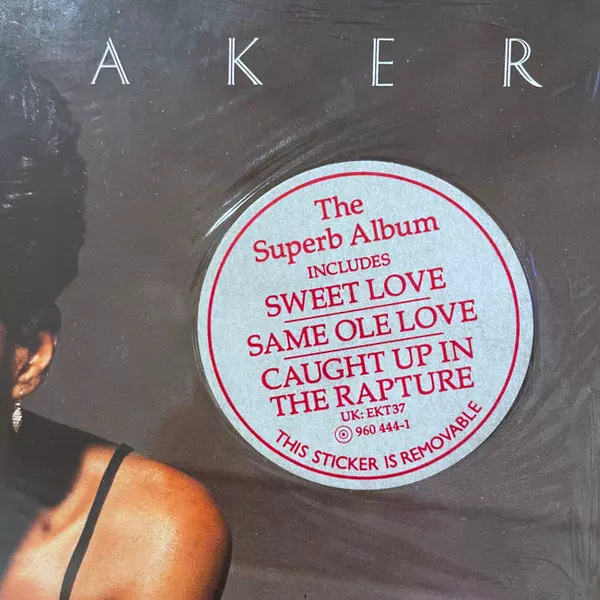 AKER
The
Superb Album
INCLUDES
SWEET LOVE
SAME OLE LOVE
CAUGHT UP IN
THE RAPTURE
UK: EKT37
ⓞ 960 444-1
THIS STICKER IS REMOVABLE